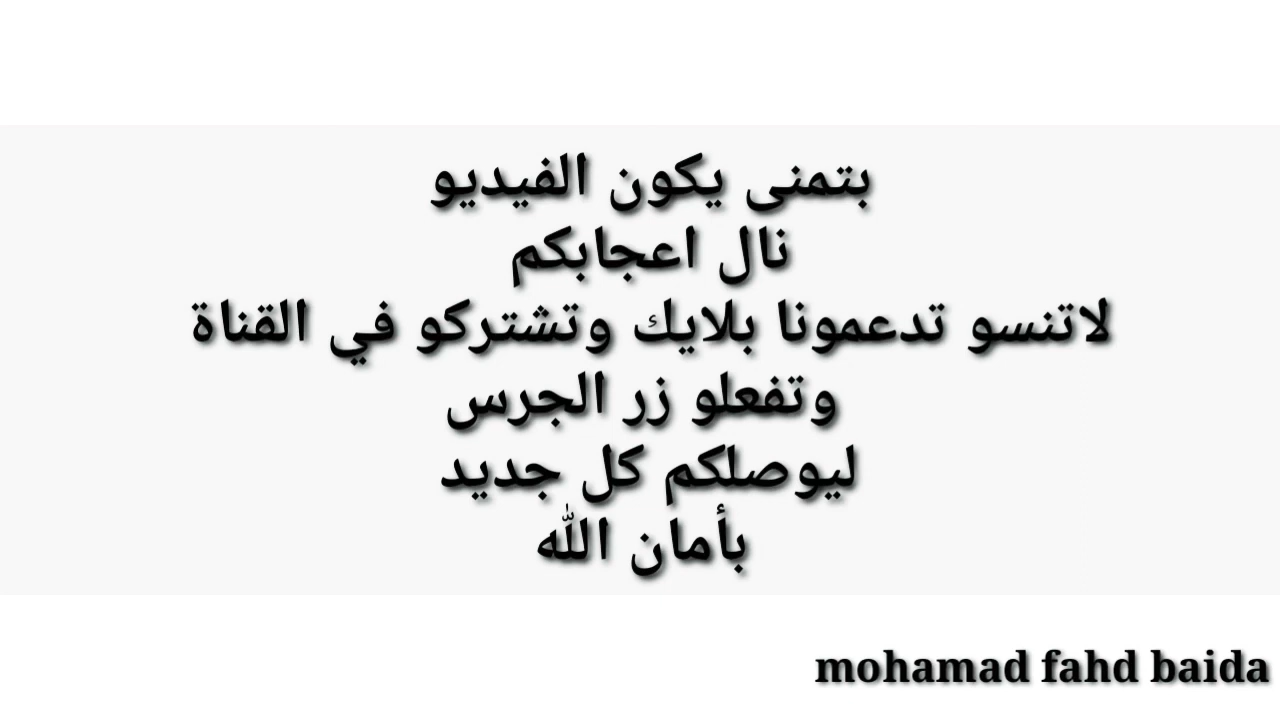 بتمنى يكون الفيديو
نال اعجابكم
لاتنسو تدعمونا بلايك وتشتركو في القناة
وتفعلو زر الجرس
ليوصلكم كل جديد
بأمان الله
mohamad fahd baida